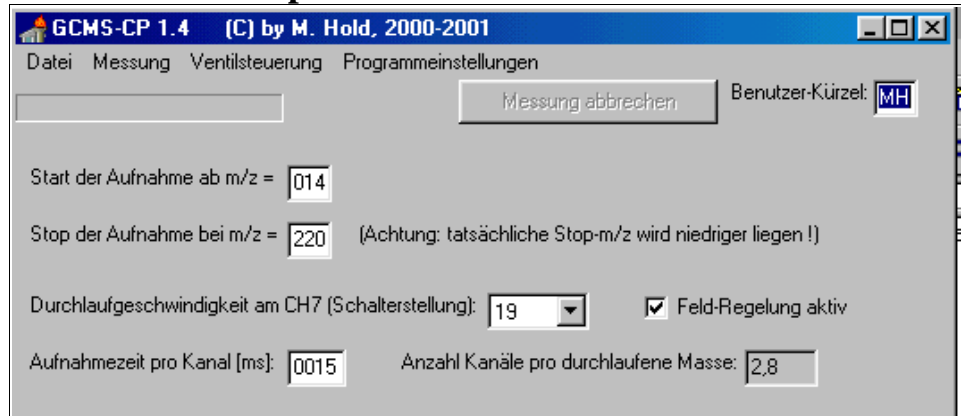 GCMS-CP 1.4 (C) by M. Hold, 2000-2001
Datei Messung Ventilsteuerung Programmeinstellungen
Messung abbrechen Benutzer-Kürzel: MH
Start der Aufnahme ab m/z = 014
Stop der Aufnahme bei m/z = 220 (Achtung: tatsächliche Stop-m/z wird niedriger liegen !)
Durchlaufgeschwindigkeit am CH7 (Schalterstellung): 19 Feld-Regelung aktiv
Aufnahmezeit pro Kanal [ms]: 0015 Anzahl Kanäle pro durchlaufene Masse: 2,8